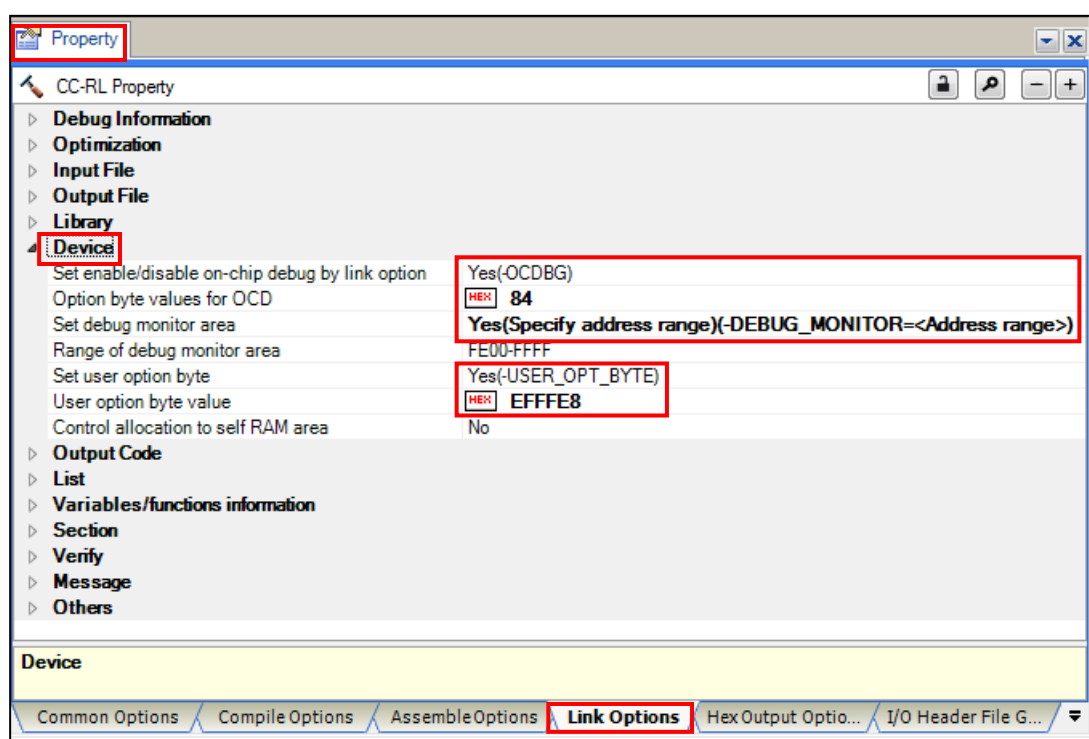 Property
CC-RL Property
Debug Information
Optimization
Input File
Output File
Library
Device
Set enable/disable on-chip debug by link option Yes(-OCDBG)
Option byte values for OCD HEX 84
Set debug monitor area Yes(Specify address range)(-DEBUG_MONITOR=<Address range>)
Range of debug monitor area FE00-FFFF
Set user option byte Yes(-USER_OPT_BYTE)
User option byte value HEX EFFFE8
Control allocation to self RAM area No
Output Code
List
Variables/functions information
Section
Verify
Message
Others
Device
Common Options Compile Options Assemble Options Link Options Hex Output Optio... I/O Header File G...